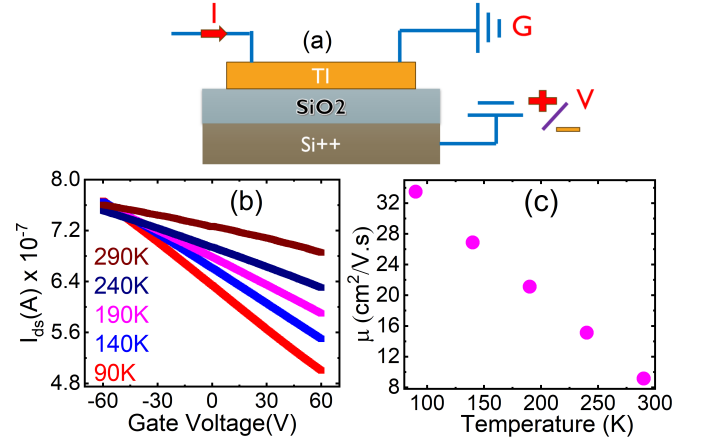 I
(a)
G
TI
SiO2
Si++
V
(b)
8.0
7.2
6.4
5.6
4.8
I_ds(A) x 10^-7
290K
240K
190K
140K
90K
-60 -30 0 30 60
Gate Voltage(V)
(c)
32
28
24
20
16
12
8
μ (cm²/V.s)
100 150 200 250 300
Temperature (K)